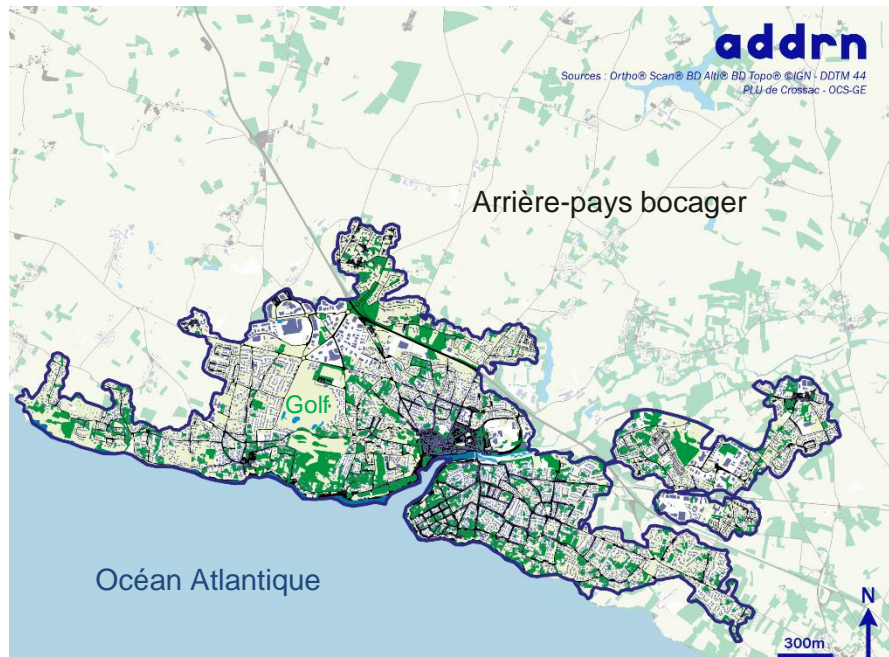 addrn
Sources : Ortho® Scan® BD Alti® BD Topo® ©IGN - DDTM 44
PLU de Crossac - OCS-GE
Arrière-pays bocager
Golf
Océan Atlantique
N
300m